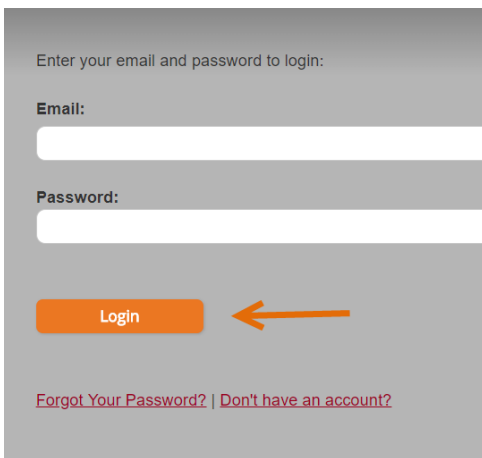 Enter your email and password to login:
Email:
Password:
Login
Forgot Your Password? | Don't have an account?